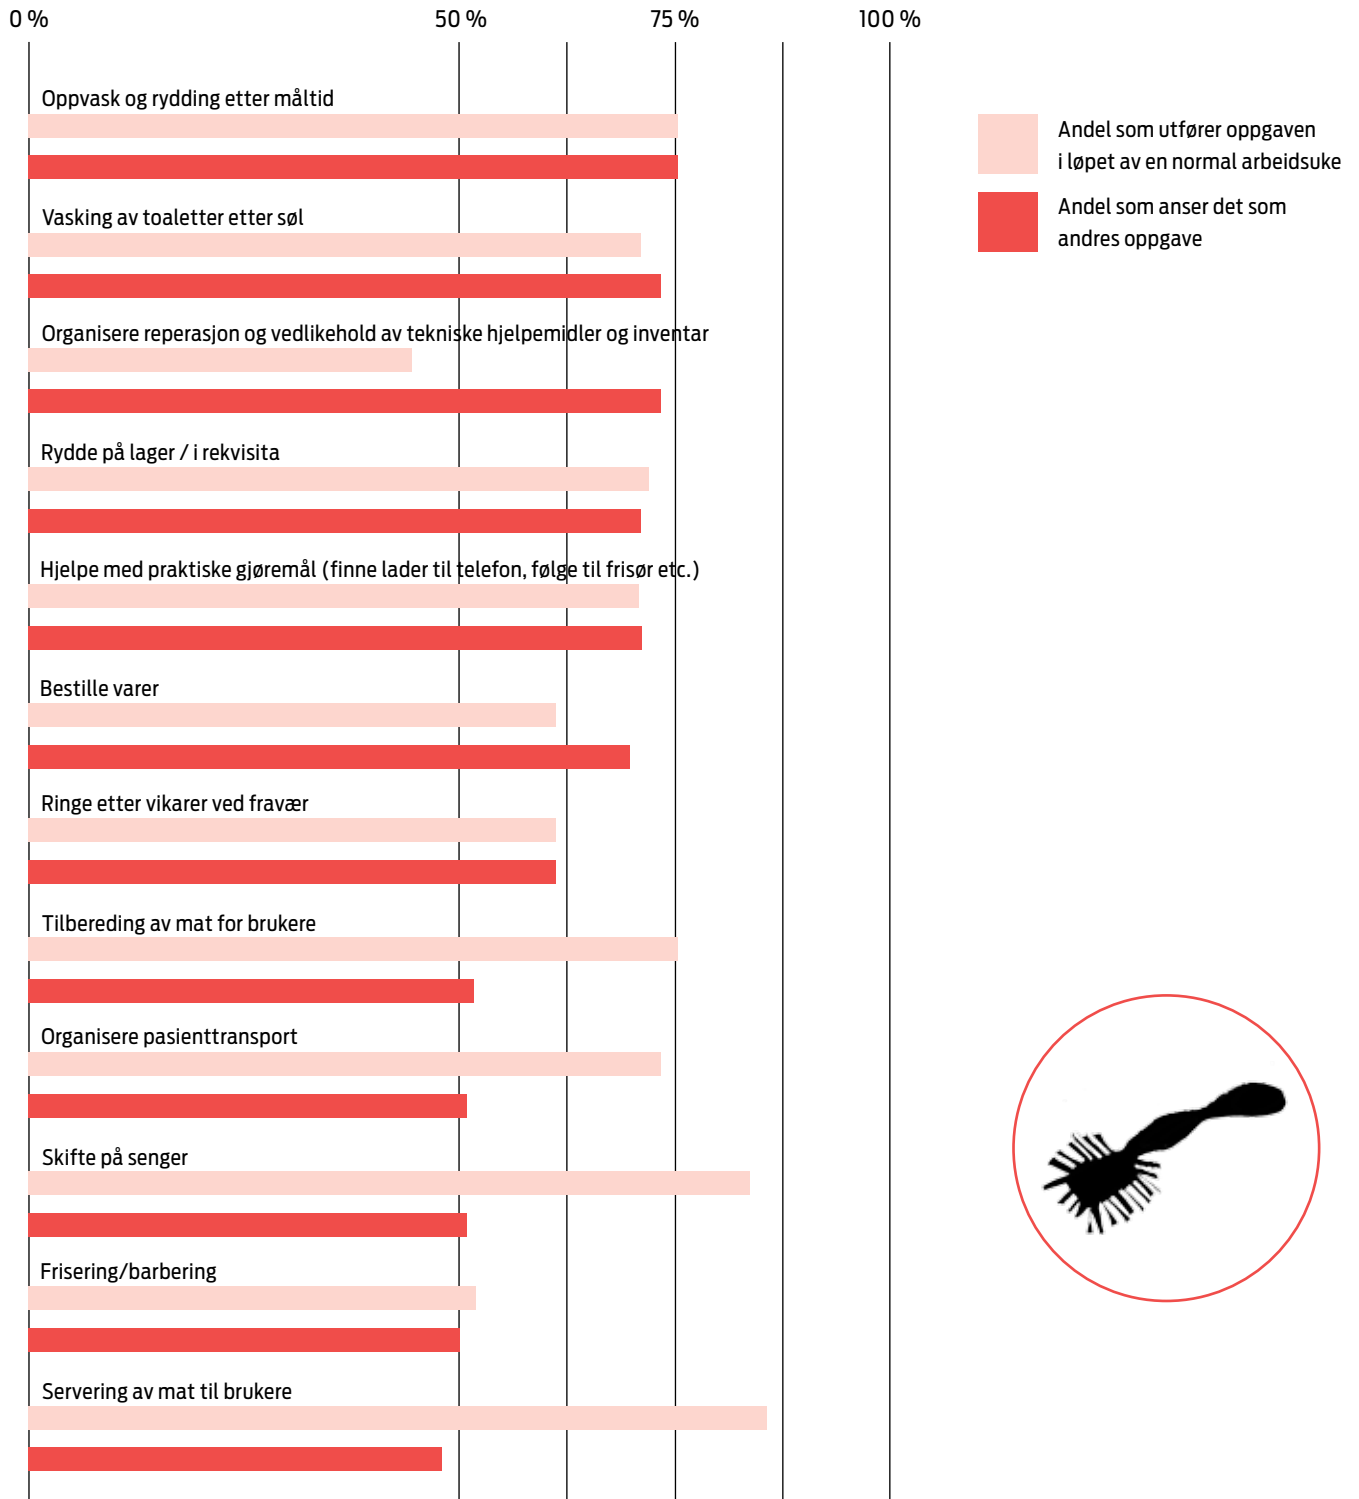 0 % 50 % 75 % 100 %
Oppvask og rydding etter måltid
Andel som utfører oppgaven
i løpet av en normal arbeidsuke
Andel som anser det som
andres oppgave
Vasking av toaletter etter søl
Organisere reperasjon og vedlikehold av tekniske hjelpemidler og inventar
Rydde på lager / i rekvisita
Hjelpe med praktiske gjøremål (finne lader til telefon, følge til frisør etc.)
Bestille varer
Ringe etter vikarer ved fravær
Tilbereding av mat for brukere
Organisere pasienttransport
Skifte på senger
Frisering/barbering
Servering av mat til brukere